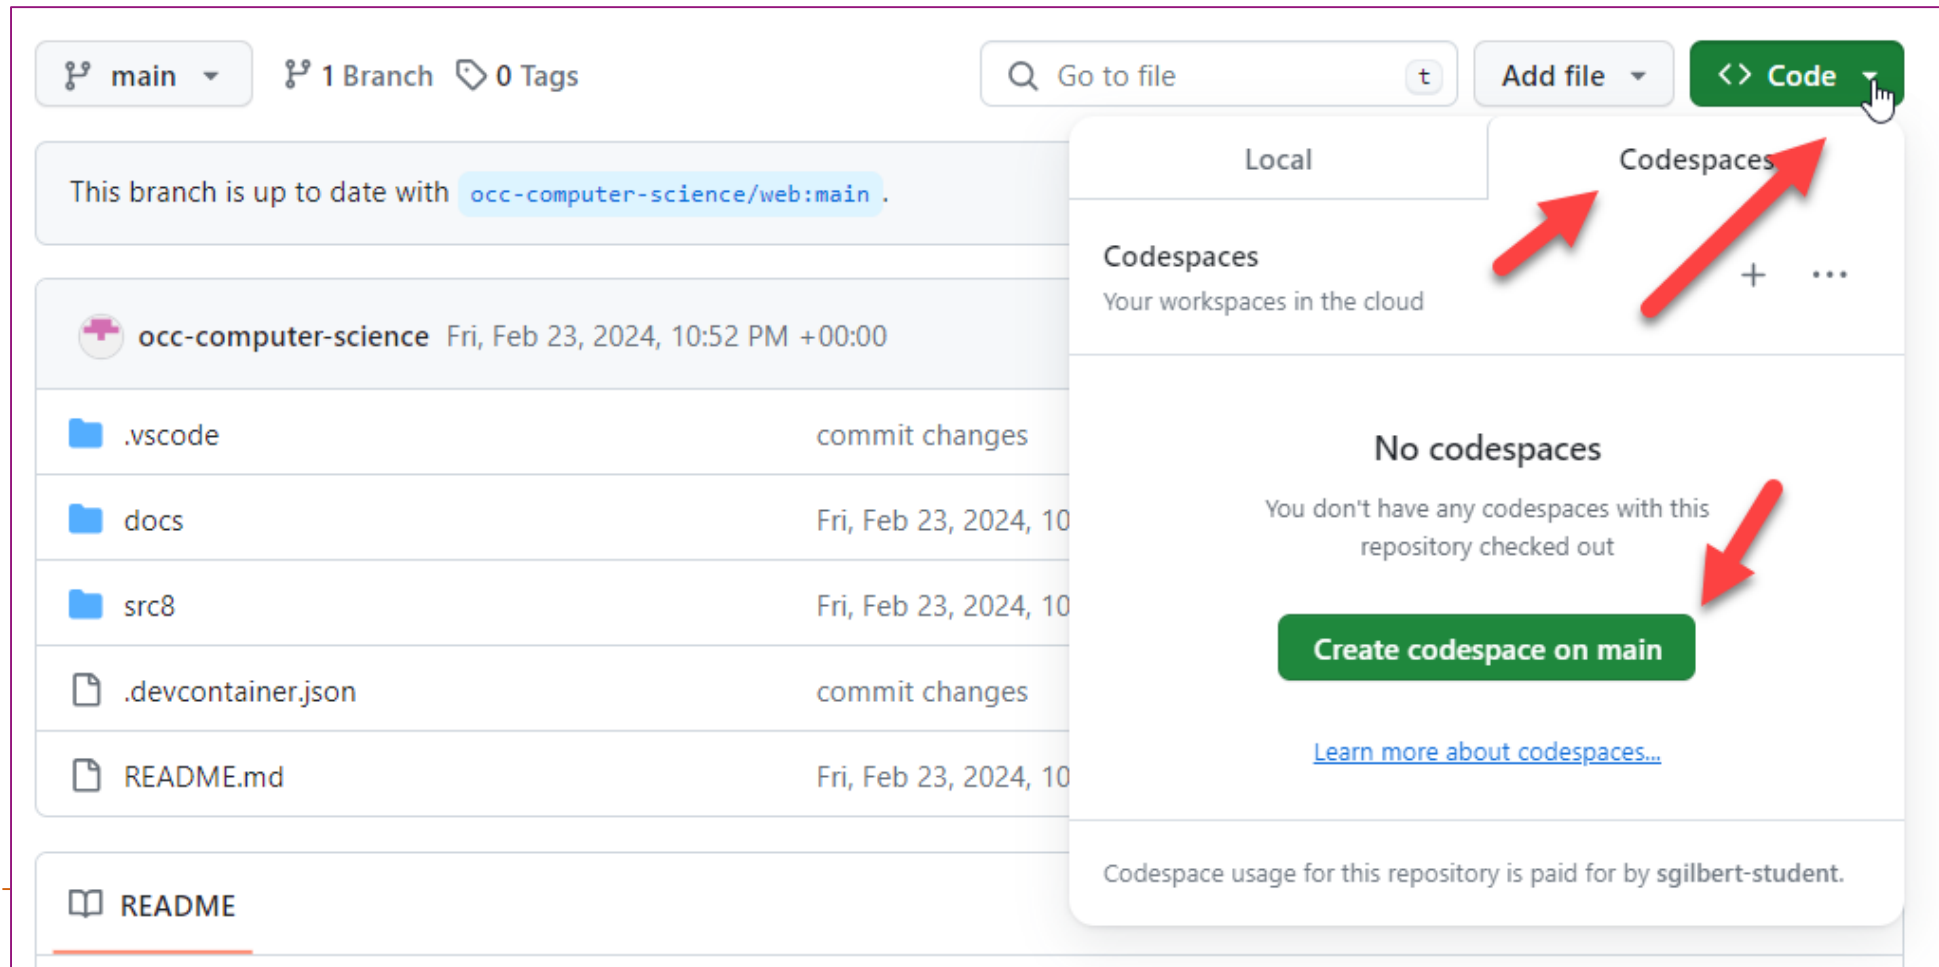 main
1 Branch
0 Tags
Go to file
t
Add file
<> Code
This branch is up to date with occ-computer-science/web:main .
Local
Codespaces
Codespaces
Your workspaces in the cloud
occ-computer-science Fri, Feb 23, 2024, 10:52 PM +00:00
.vscode
commit changes
docs
Fri, Feb 23, 2024, 10
src8
Fri, Feb 23, 2024, 10
.devcontainer.json
commit changes
README.md
Fri, Feb 23, 2024, 10
No codespaces
You don't have any codespaces with this
repository checked out
Create codespace on main
Learn more about codespaces...
Codespace usage for this repository is paid for by sgilbert-student.
README